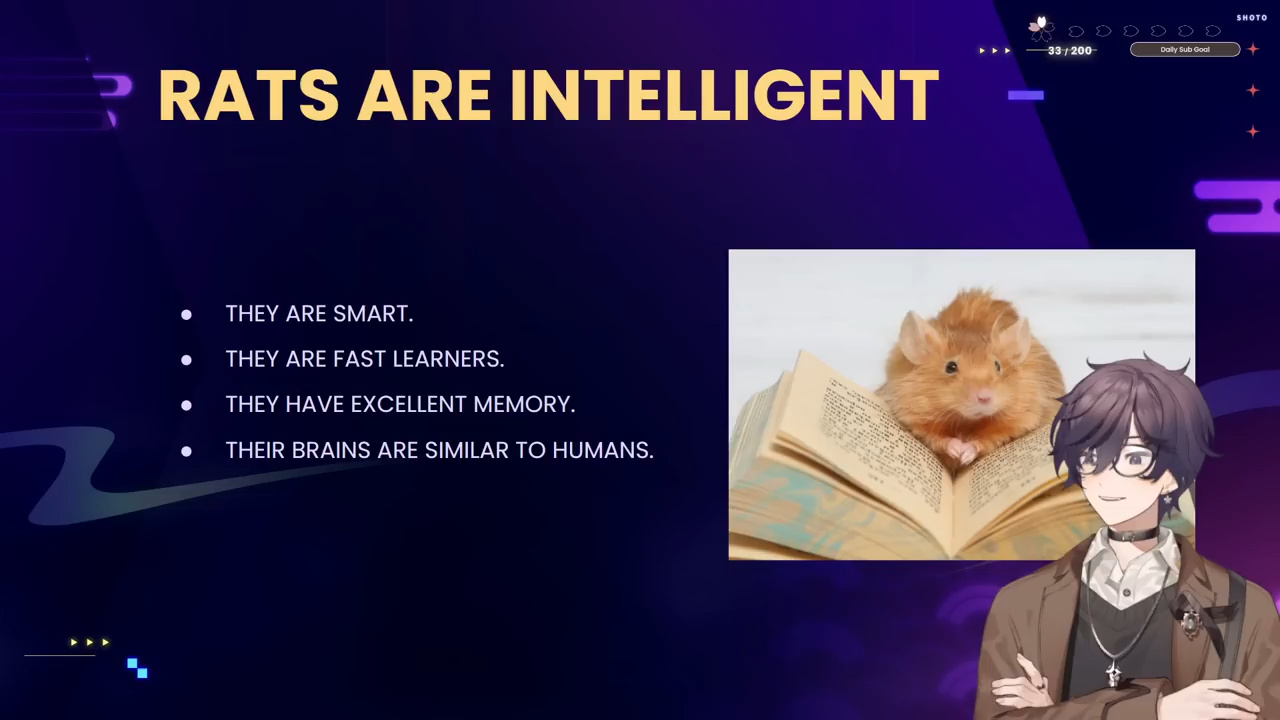 SHOTO
33 / 200
Daily Sub Goal
RATS ARE INTELLIGENT
● THEY ARE SMART.
● THEY ARE FAST LEARNERS.
● THEY HAVE EXCELLENT MEMORY.
● THEIR BRAINS ARE SIMILAR TO HUMANS.